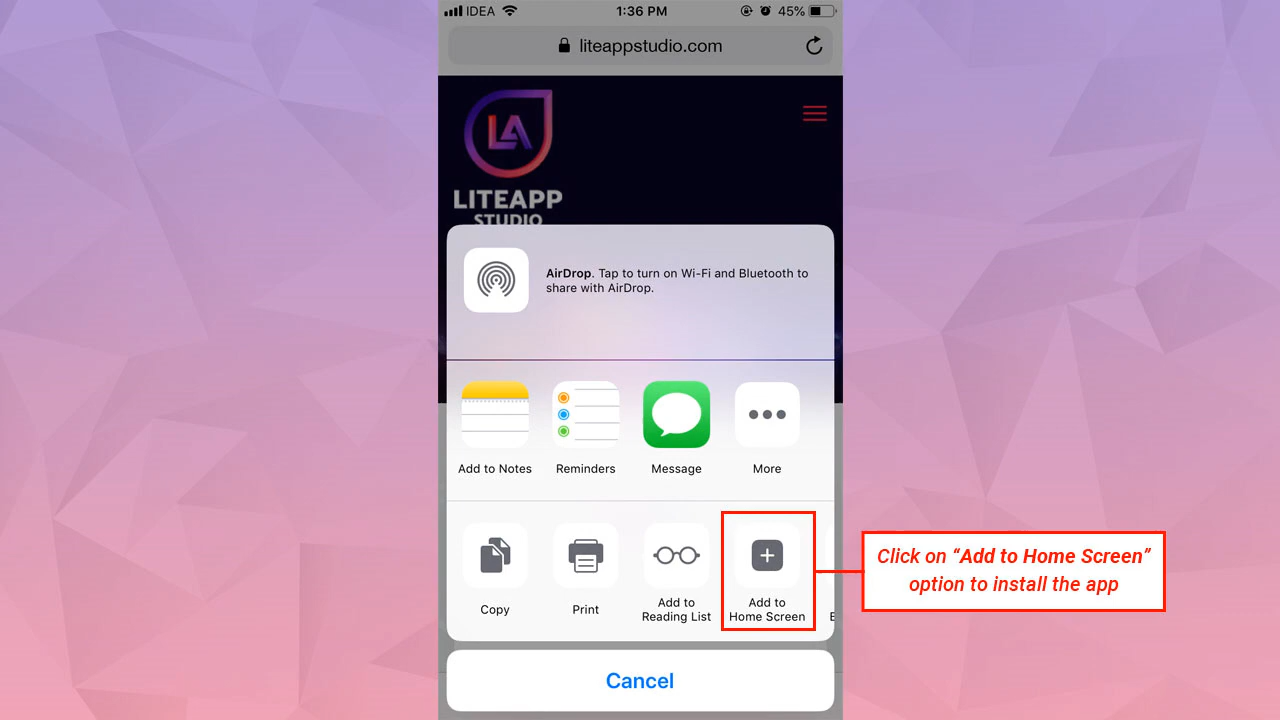 IDEA 1:36 PM 45%
liteappstudio.com
LA
LITEAPP
STUDIO
AirDrop. Tap to turn on Wi-Fi and Bluetooth to
share with AirDrop.
Add to Notes Reminders Message More
Copy Print Add to
Reading List Add to
Home Screen
Click on “Add to Home Screen”
option to install the app
Cancel